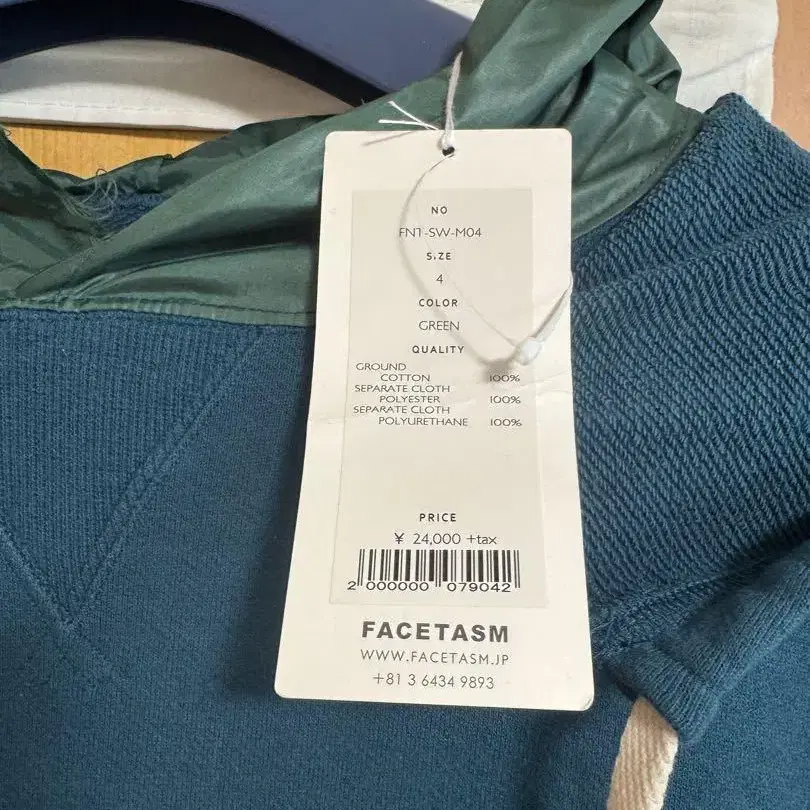 NO
FN1-SW-M04
SIZE
4
COLOR
GREEN
QUALITY
GROUND
COTTON 100%
SEPARATE CLOTH
POLYESTER 100%
SEPARATE CLOTH
POLYURETHANE 100%
PRICE
¥ 24,000 +tax
2 000000 079042
FACETASM
WWW.FACETASM.JP
+81 3 6434 9893